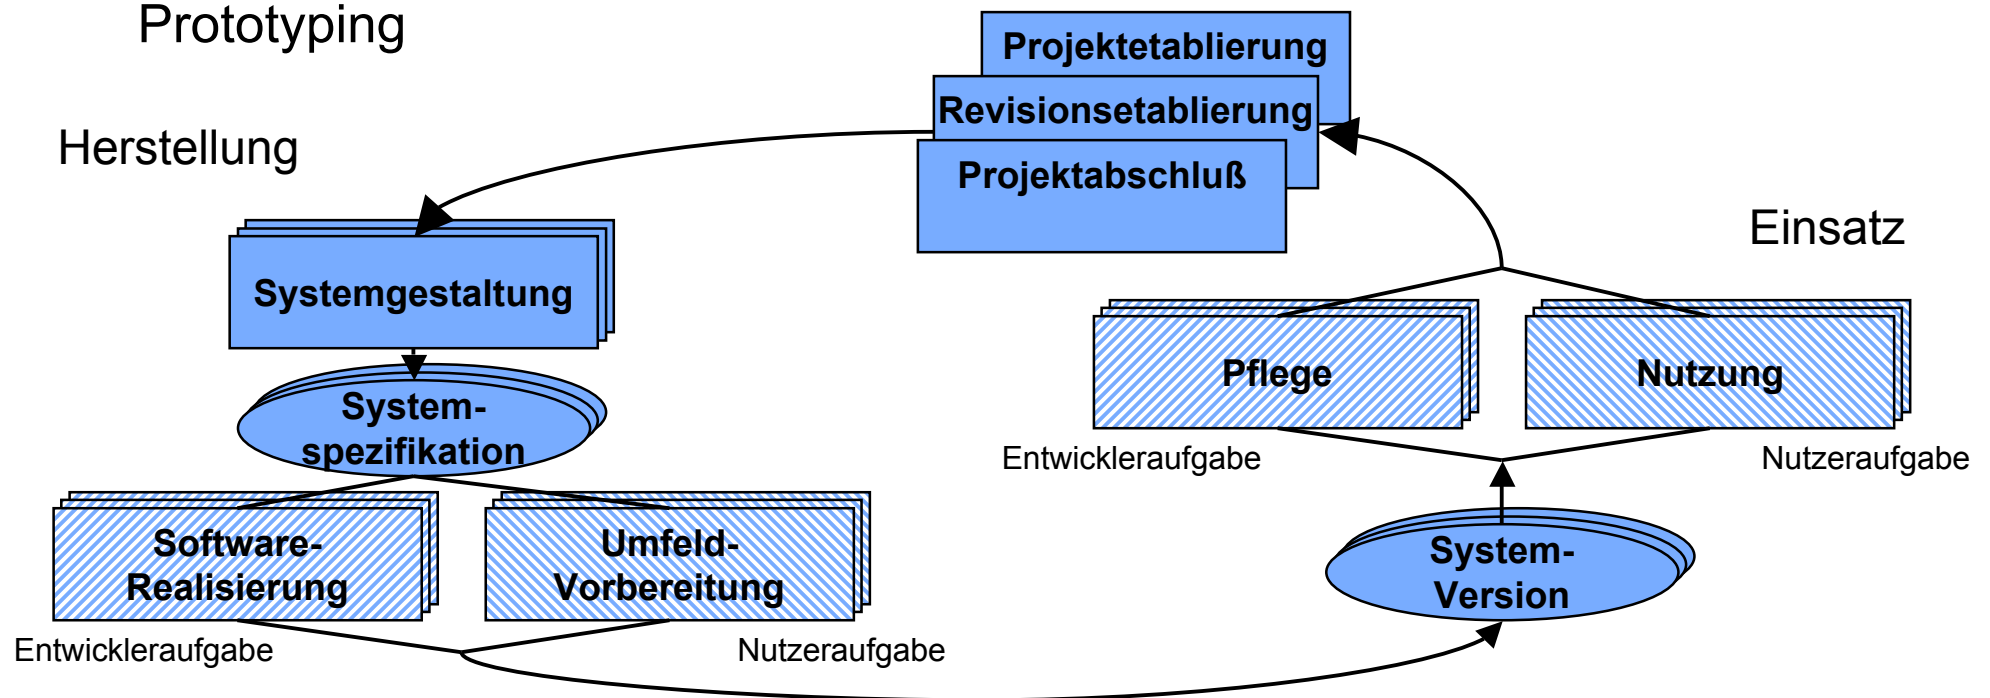 Prototyping
Projektetablierung
Revisionsetablierung
Projektabschluß
Herstellung
Einsatz
Systemgestaltung
System-
spezifikation
Software-
Realisierung
Umfeld-
Vorbereitung
Entwickleraufgabe
Nutzeraufgabe
Pflege
Nutzung
Entwickleraufgabe
Nutzeraufgabe
System-
Version